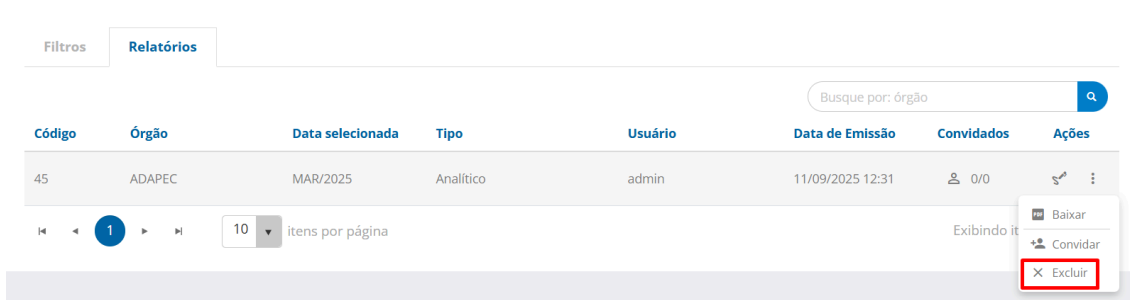 Filtros Relatórios
Busque por: órgão
Código Órgão Data selecionada Tipo Usuário Data de Emissão Convidados Ações
45 ADAPEC MAR/2025 Analítico admin 11/09/2025 12:31 0/0
1 10 itens por página Exibindo it
PDF Baixar
Convidar
Excluir